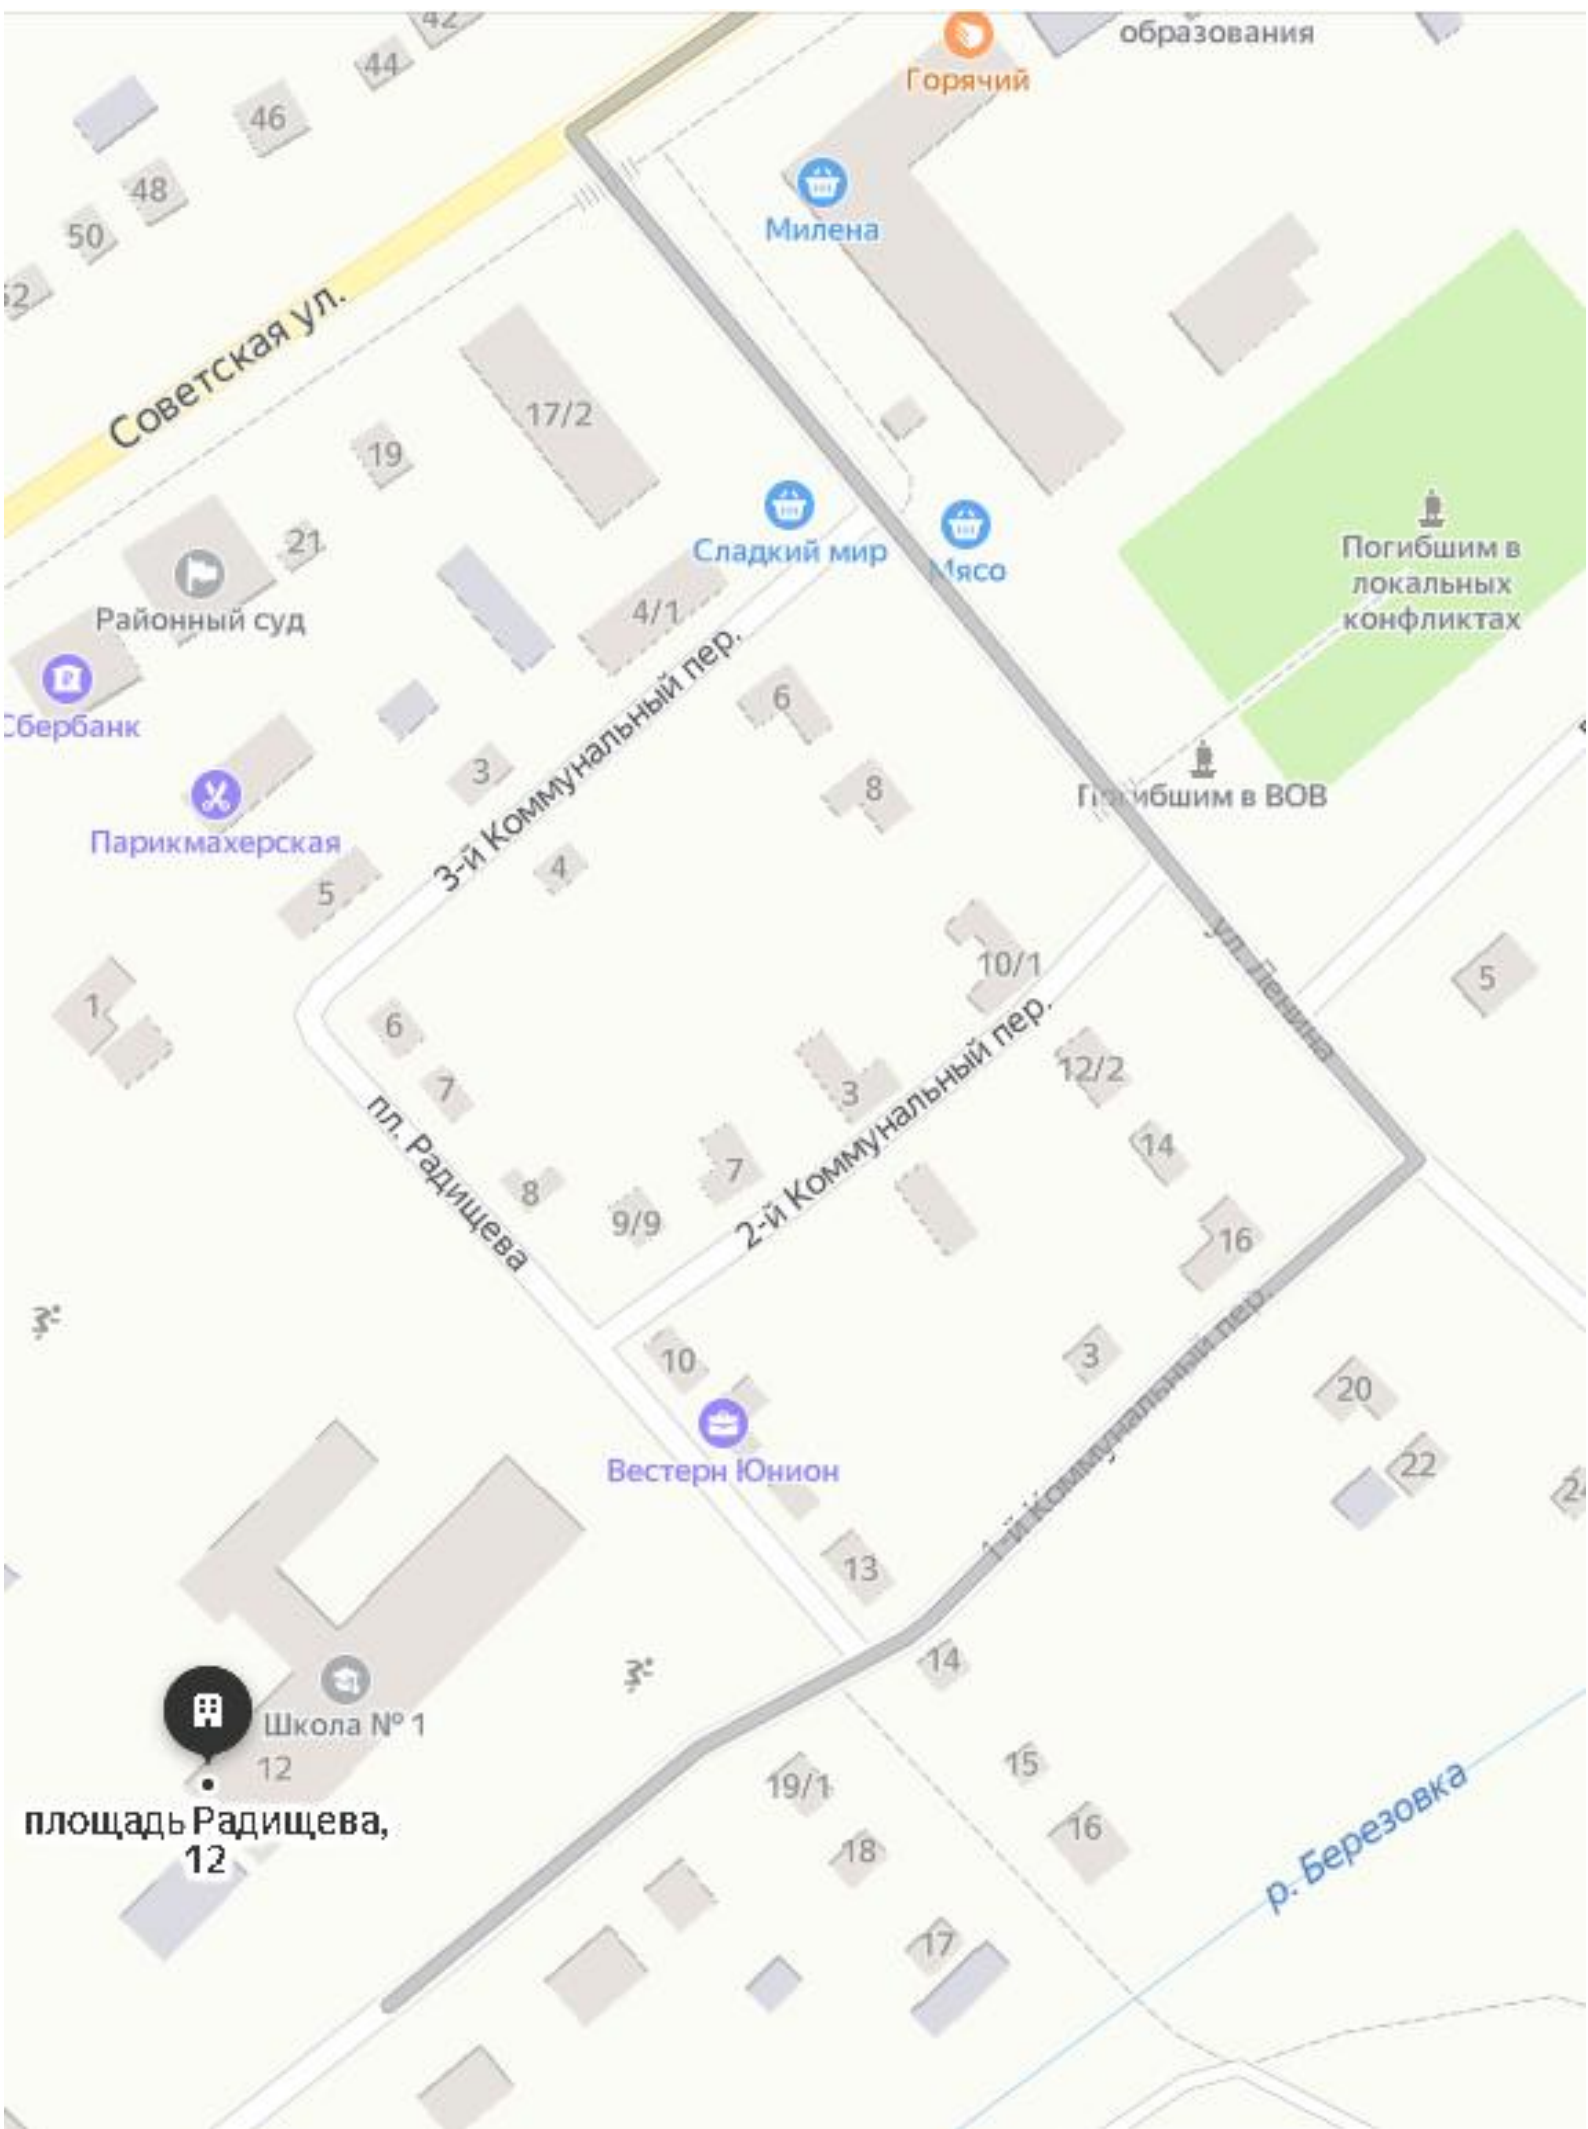 42
образования
44
Горячий
46
48
Милена
50
52
Советская ул.
17/2
19
Сладкий мир
Мясо
Погибшим в
локальных
конфликтах
21
Районный суд
4/1
Сбербанк
6
3
8
Погибшим в ВОВ
3-й Коммунальный пер.
Парикмахерская
4
5
ул. Ленина
10/1
5
1
6
7
3
12/2
2-й Коммунальный пер.
14
пл. Радищева
7
8
9/9
16
10
3
1-й Коммунальный пер.
20
Вестерн Юнион
22
24
13
14
Школа № 1
12
15
19/1
площадь Радищева,
12
16
18
р. Березовка
17